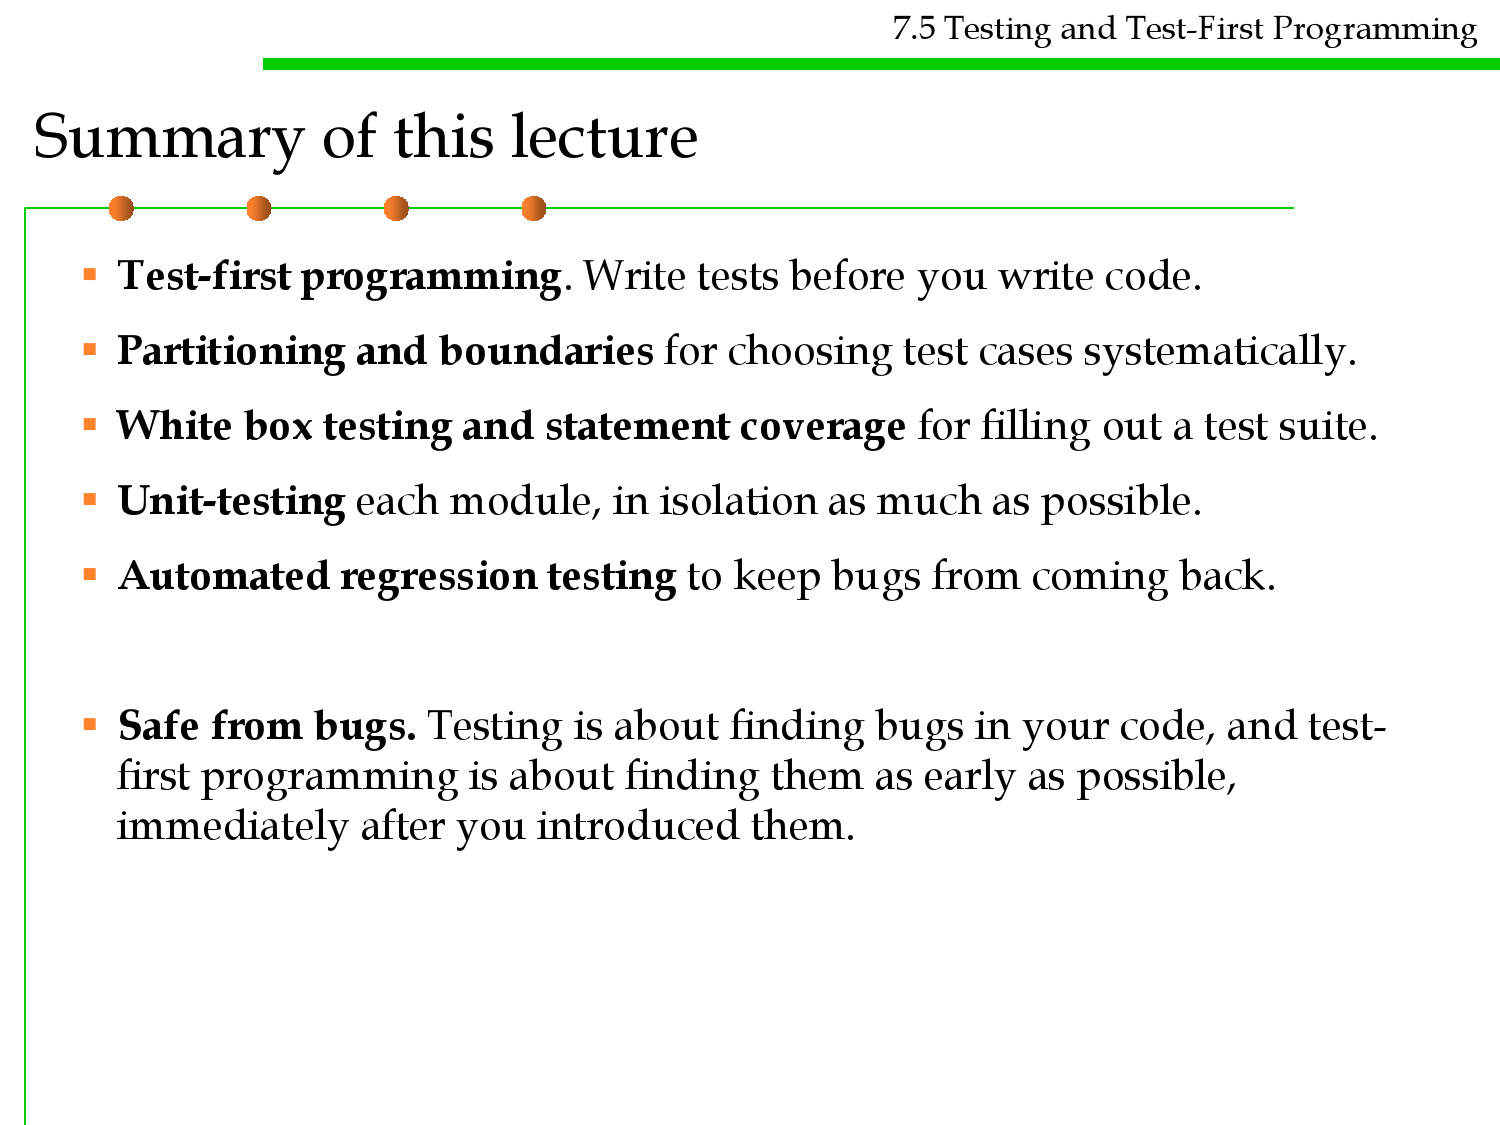 7.5 Testing and Test-First Programming
Summary of this lecture
Test-first programming. Write tests before you write code.
Partitioning and boundaries for choosing test cases systematically.
White box testing and statement coverage for filling out a test suite.
Unit-testing each module, in isolation as much as possible.
Automated regression testing to keep bugs from coming back.
Safe from bugs. Testing is about finding bugs in your code, and test-
first programming is about finding them as early as possible,
immediately after you introduced them.